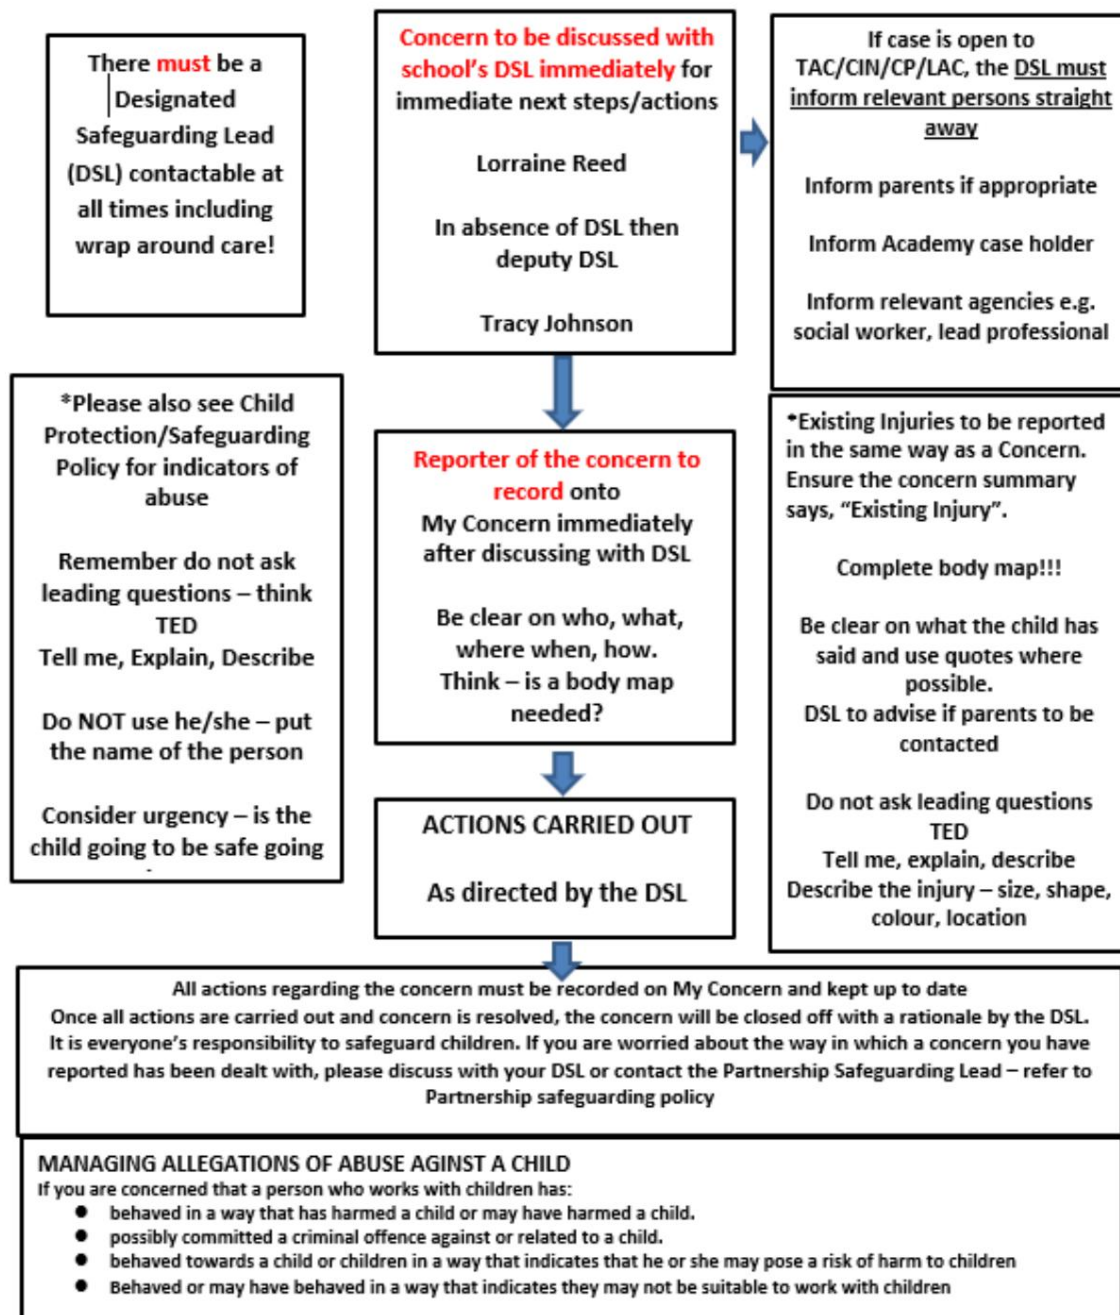 There must be a
Designated
Safeguarding Lead
(DSL) contactable at
all times including
wrap around care!
Concern to be discussed with
school's DSL immediately for
immediate next steps/actions
Lorraine Reed
In absence of DSL then
deputy DSL
Tracy Johnson
If case is open to
TAC/CIN/CP/LAC, the DSL must
inform relevant persons straight
away
Inform parents if appropriate
Inform Academy case holder
Inform relevant agencies e.g.
social worker, lead professional
*Please also see Child
Protection/Safeguarding
Policy for indicators of
abuse
Remember do not ask
leading questions – think
TED
Tell me, Explain, Describe
Do NOT use he/she – put
the name of the person
Consider urgency – is the
child going to be safe going
Reporter of the concern to
record onto
My Concern immediately
after discussing with DSL
Be clear on who, what,
where when, how.
Think – is a body map
needed?
*Existing Injuries to be reported
in the same way as a Concern.
Ensure the concern summary
says, “Existing Injury”.
Complete body map!!!
Be clear on what the child has
said and use quotes where
possible.
DSL to advise if parents to be
contacted
Do not ask leading questions
TED
Tell me, explain, describe
Describe the injury – size, shape,
colour, location
ACTIONS CARRIED OUT
As directed by the DSL
All actions regarding the concern must be recorded on My Concern and kept up to date
Once all actions are carried out and concern is resolved, the concern will be closed off with a rationale by the DSL.
It is everyone's responsibility to safeguard children. If you are worried about the way in which a concern you have
reported has been dealt with, please discuss with your DSL or contact the Partnership Safeguarding Lead – refer to
Partnership safeguarding policy
MANAGING ALLEGATIONS OF ABUSE AGINST A CHILD
If you are concerned that a person who works with children has:
● behaved in a way that has harmed a child or may have harmed a child.
● possibly committed a criminal offence against or related to a child.
● behaved towards a child or children in a way that indicates that he or she may pose a risk of harm to children
● Behaved or may have behaved in a way that indicates they may not be suitable to work with children